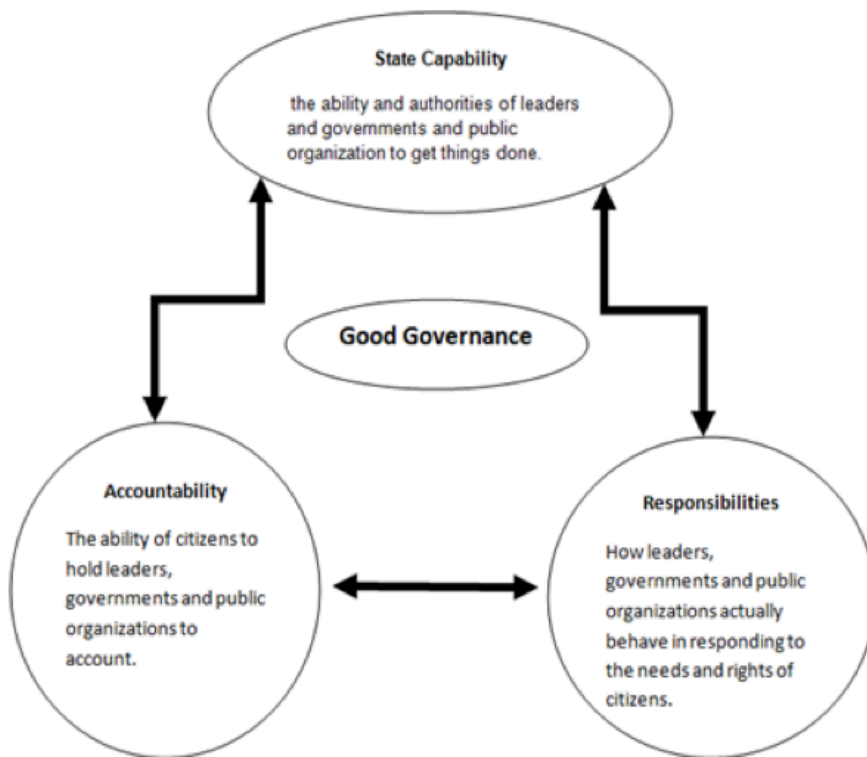 State Capability
the ability and authorities of leaders
and governments and public
organization to get things done.
Good Governance
Accountability
The ability of citizens to
hold leaders,
governments and public
organizations to
account.
Responsibilities
How leaders,
governments and public
organizations actually
behave in responding to
the needs and rights of
citizens.